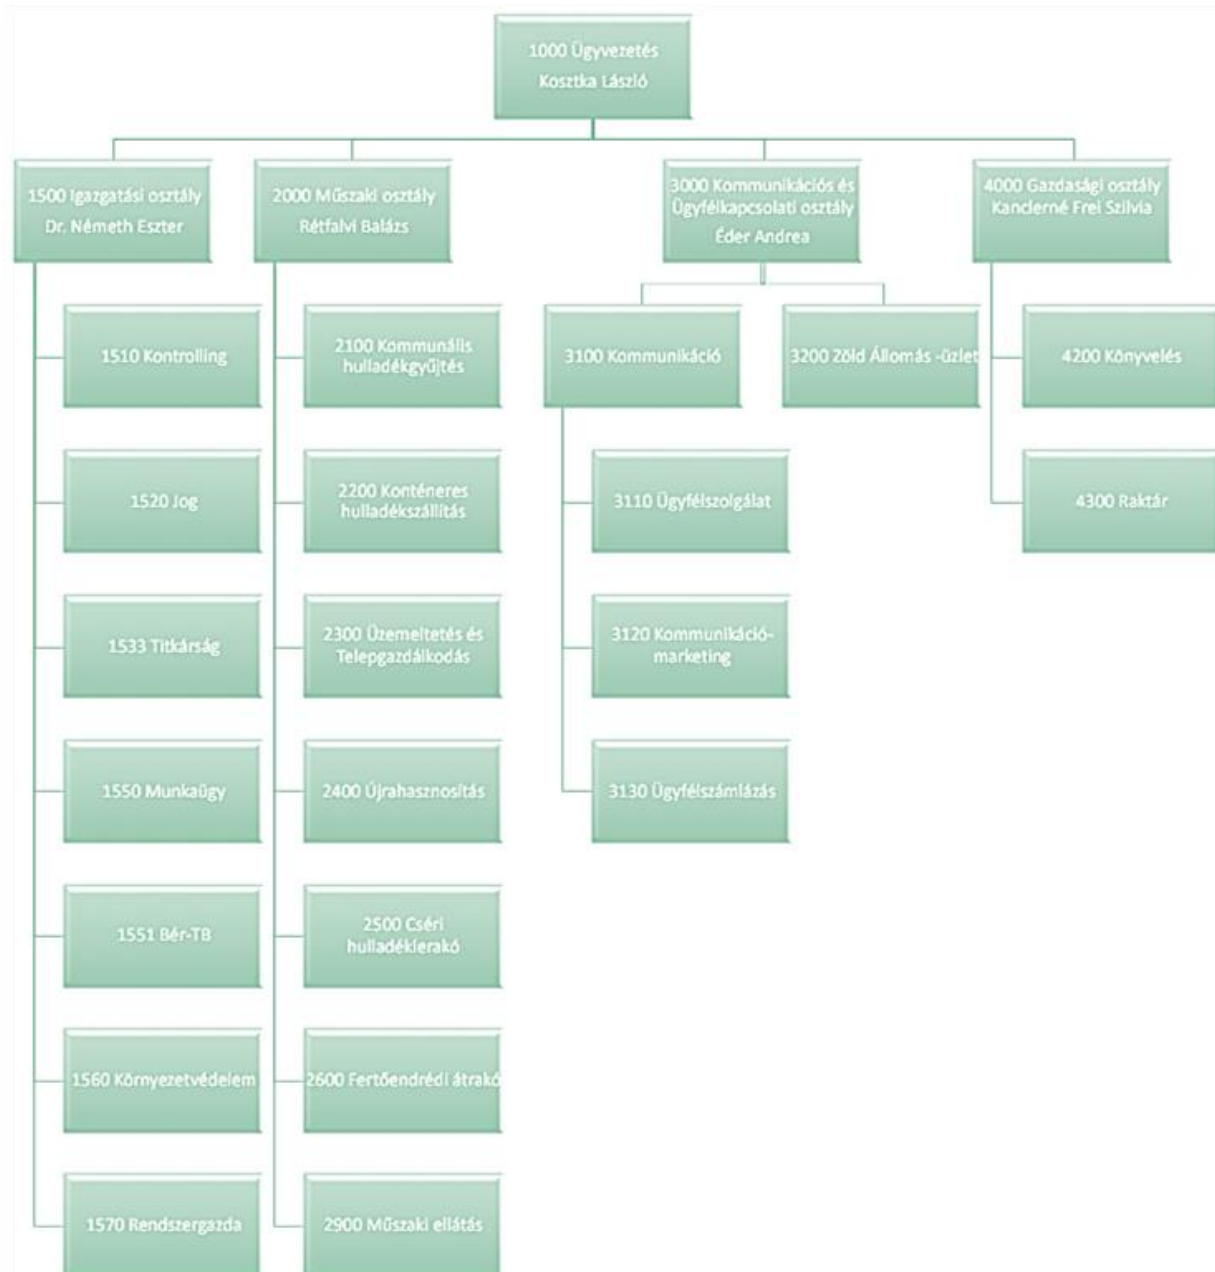 1000 Ügyvezetés
Kosztka László
1500 Igazgatási osztály
Dr. Németh Eszter
2000 Műszaki osztály
Rétfalvi Balázs
3000 Kommunikációs és
Ügyfélkapcsolati osztály
Éder Andrea
4000 Gazdasági osztály
Kanclerné Frei Szilvia
1510 Kontrolling
1520 Jog
1533 Titkárság
1550 Munkaügy
1551 Bér-TB
1560 Környezetvédelem
1570 Rendszergazda
2100 Kommunális
hulladékgyűjtés
2200 Konténeres
hulladékszállítás
2300 Üzemeltetés és
Telepgazdálkodás
2400 Újrahasznosítás
2500 Cséri
hulladéklerakó
2600 Fertőendrédi átrakó
2900 Műszaki ellátás
3100 Kommunikáció
3110 Ügyfélszolgálat
3120 Kommunikáció-
marketing
3130 Ügyfélszámlázás
3200 Zöld Állomás -üzlet
4200 Könyvelés
4300 Raktár